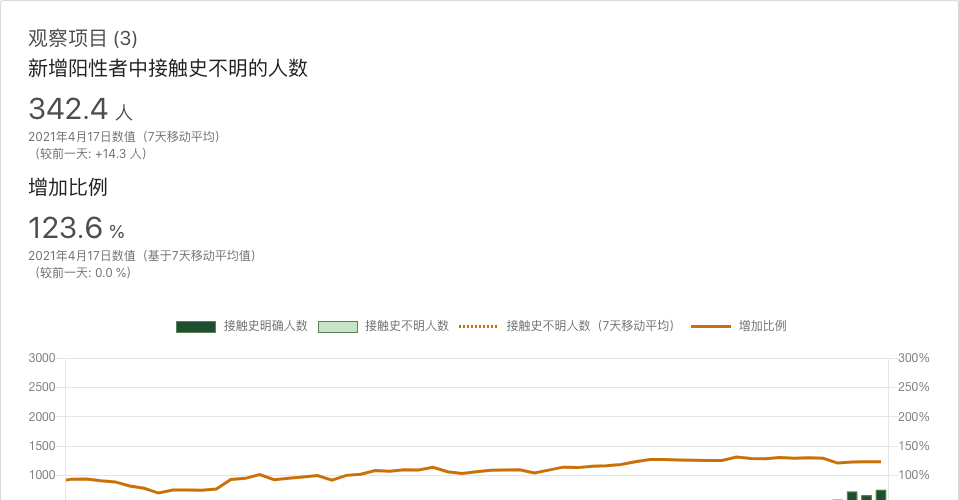 观察项目 (3)
新增阳性者中接触史不明的人数
342.4 人
2021年4月17日数值（7天移动平均）
（较前一天: +14.3 人）
增加比例
123.6 %
2021年4月17日数值（基于7天移动平均值）
（较前一天: 0.0 %）
接触史明确人数 接触史不明人数 接触史不明人数（7天移动平均） 增加比例
3000 300%
2500 250%
2000 200%
1500 150%
1000 100%